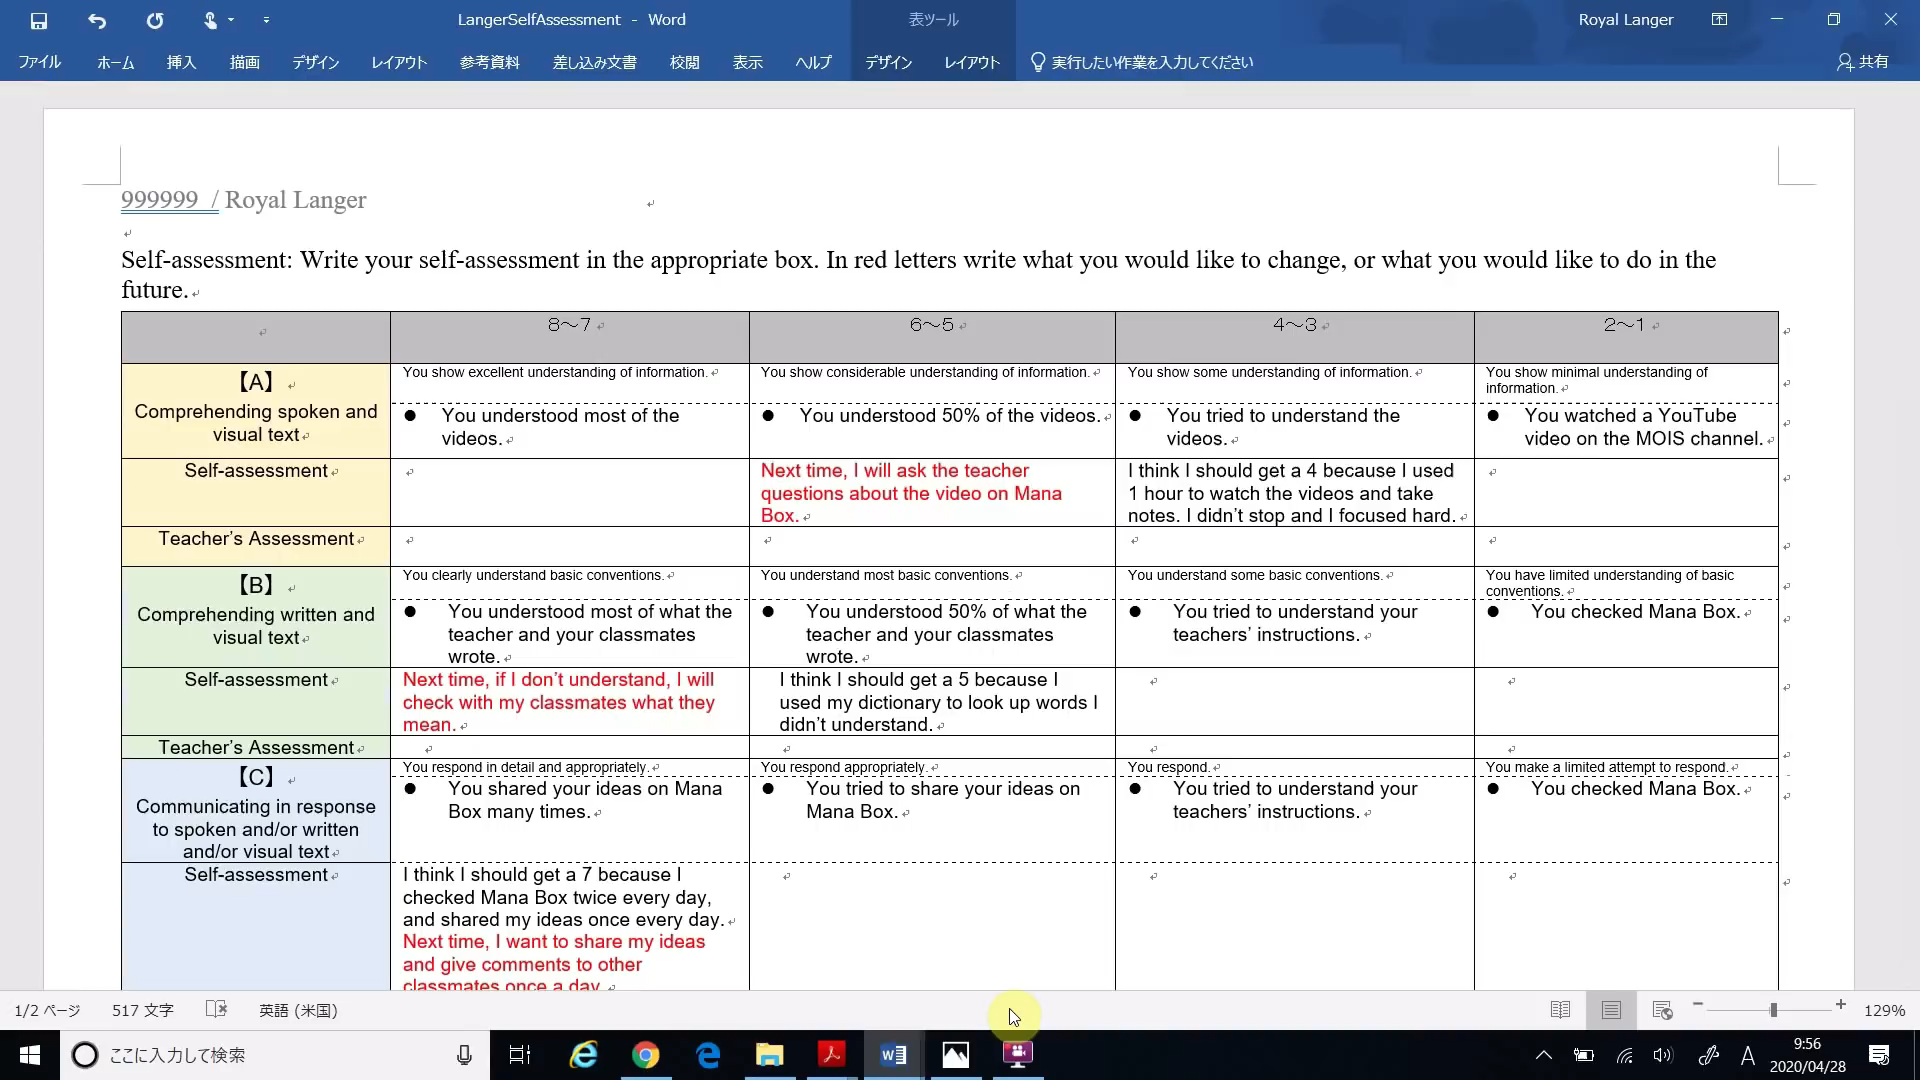 LangerSelfAssessment - Word
表ツール
Royal Langer
ファイル ホーム 挿入 描画 デザイン レイアウト 参考資料 差し込み文書 校閲 表示 ヘルプ デザイン レイアウト 実行したい作業を入力してください 共有
999999 / Royal Langer
Self-assessment: Write your self-assessment in the appropriate box. In red letters write what you would like to change, or what you would like to do in the
future.
8～7 6～5 4～3 2～1
【A】
Comprehending spoken and
visual text
You show excellent understanding of information.
You understood most of the
videos.
You show considerable understanding of information.
You understood 50% of the videos.
You show some understanding of information.
You tried to understand the
videos.
You show minimal understanding of
information.
You watched a YouTube
video on the MOIS channel.
Self-assessment
Next time, I will ask the teacher
questions about the video on Mana
Box.
I think I should get a 4 because I used
1 hour to watch the videos and take
notes. I didn’t stop and I focused hard.
Teacher’s Assessment
【B】
Comprehending written and
visual text
You clearly understand basic conventions.
You understood most of what the
teacher and your classmates
wrote.
You understand most basic conventions.
You understood 50% of what the
teacher and your classmates
wrote.
You understand some basic conventions.
You tried to understand your
teachers’ instructions.
You have limited understanding of basic
conventions.
You checked Mana Box.
Self-assessment
Next time, if I don’t understand, I will
check with my classmates what they
mean.
I think I should get a 5 because I
used my dictionary to look up words I
didn’t understand.
Teacher’s Assessment
【C】
Communicating in response
to spoken and/or written
and/or visual text
You respond in detail and appropriately.
You shared your ideas on Mana
Box many times.
You respond appropriately.
You tried to share your ideas on
Mana Box.
You respond.
You tried to understand your
teachers’ instructions.
You make a limited attempt to respond.
You checked Mana Box.
Self-assessment
I think I should get a 7 because I
checked Mana Box twice every day,
and shared my ideas once every day.
Next time, I want to share my ideas
and give comments to other
classmates once a day.
1/2 ページ 517 文字 英語 (米国) 129%
ここに入力して検索
A
9:56
2020/04/28